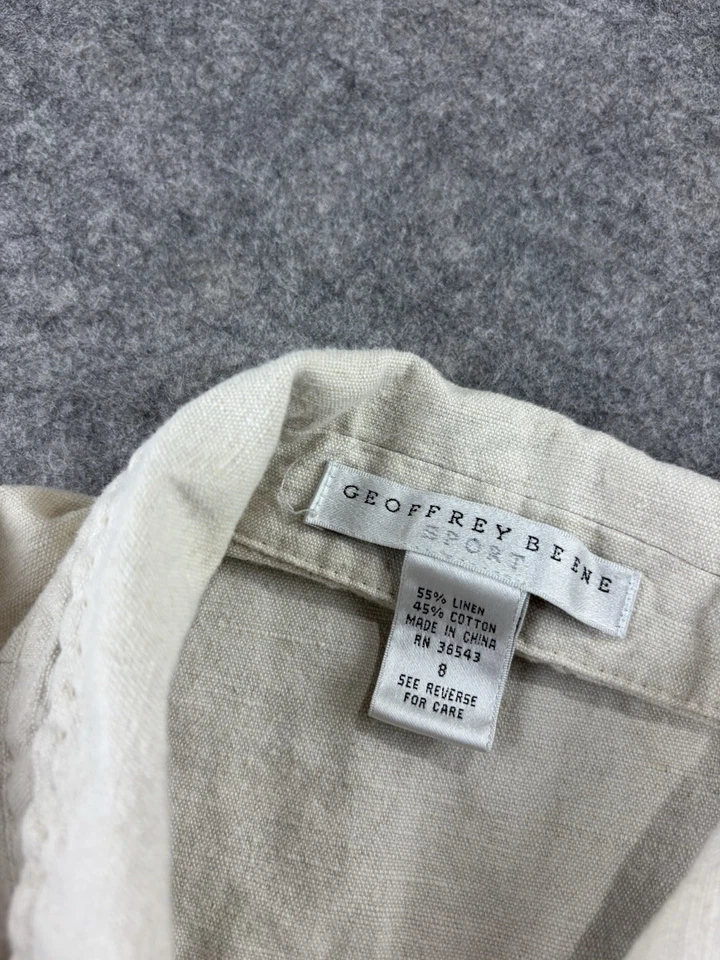 GEOFFREY BEENE
SPORT
55% LINEN
45% COTTON
MADE IN CHINA
RN 36543
8
SEE REVERSE
FOR CARE